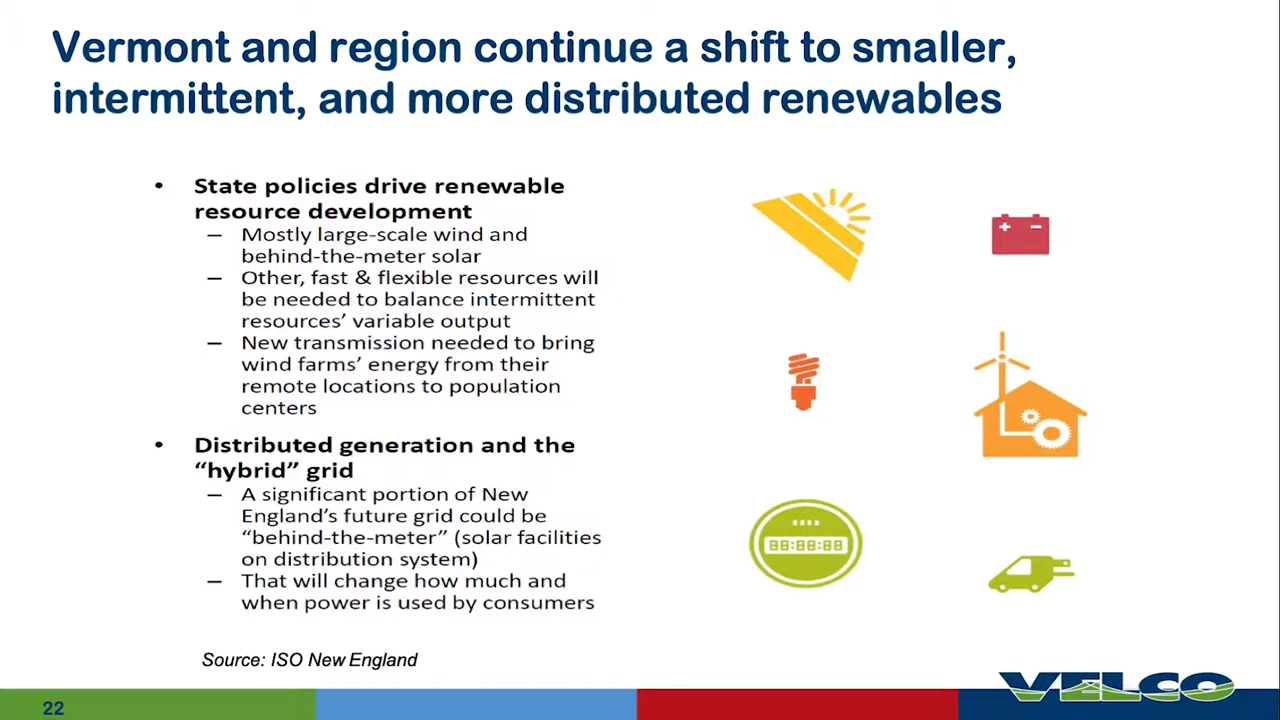 Vermont and region continue a shift to smaller,
intermittent, and more distributed renewables
• State policies drive renewable
resource development
– Mostly large-scale wind and
behind-the-meter solar
– Other, fast & flexible resources will
be needed to balance intermittent
resources’ variable output
– New transmission needed to bring
wind farms’ energy from their
remote locations to population
centers
• Distributed generation and the
“hybrid” grid
– A significant portion of New
England’s future grid could be
“behind-the-meter” (solar facilities
on distribution system)
– That will change how much and
when power is used by consumers
+ –
88:88:88
Source: ISO New England
VELCO
22